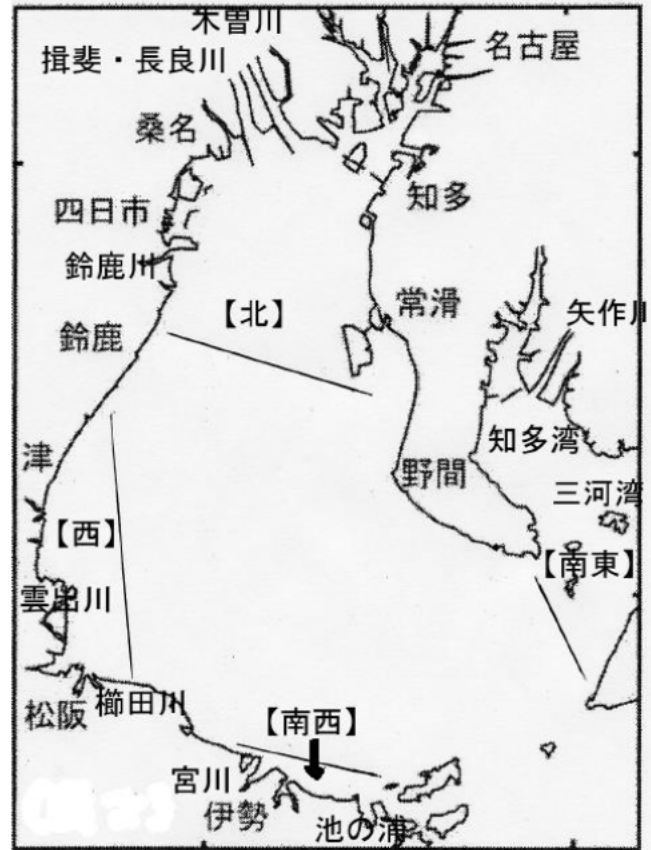 木曽川
名古屋
揖斐・長良川
桑名
知多
四日市
鈴鹿川
【北】
常滑
矢作川
鈴鹿
知多湾
津
野間
三河湾
【西】
【南東】
雲出川
櫛田川
松阪
【南西】
宮川
伊勢
池の浦